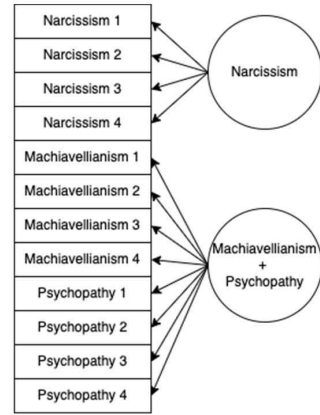 Narcissism 1
Narcissism 2
Narcissism 3
Narcissism 4
Machiavellianism 1
Machiavellianism 2
Machiavellianism 3
Machiavellianism 4
Psychopathy 1
Psychopathy 2
Psychopathy 3
Psychopathy 4
Narcissism
Machiavellianism
+
Psychopathy